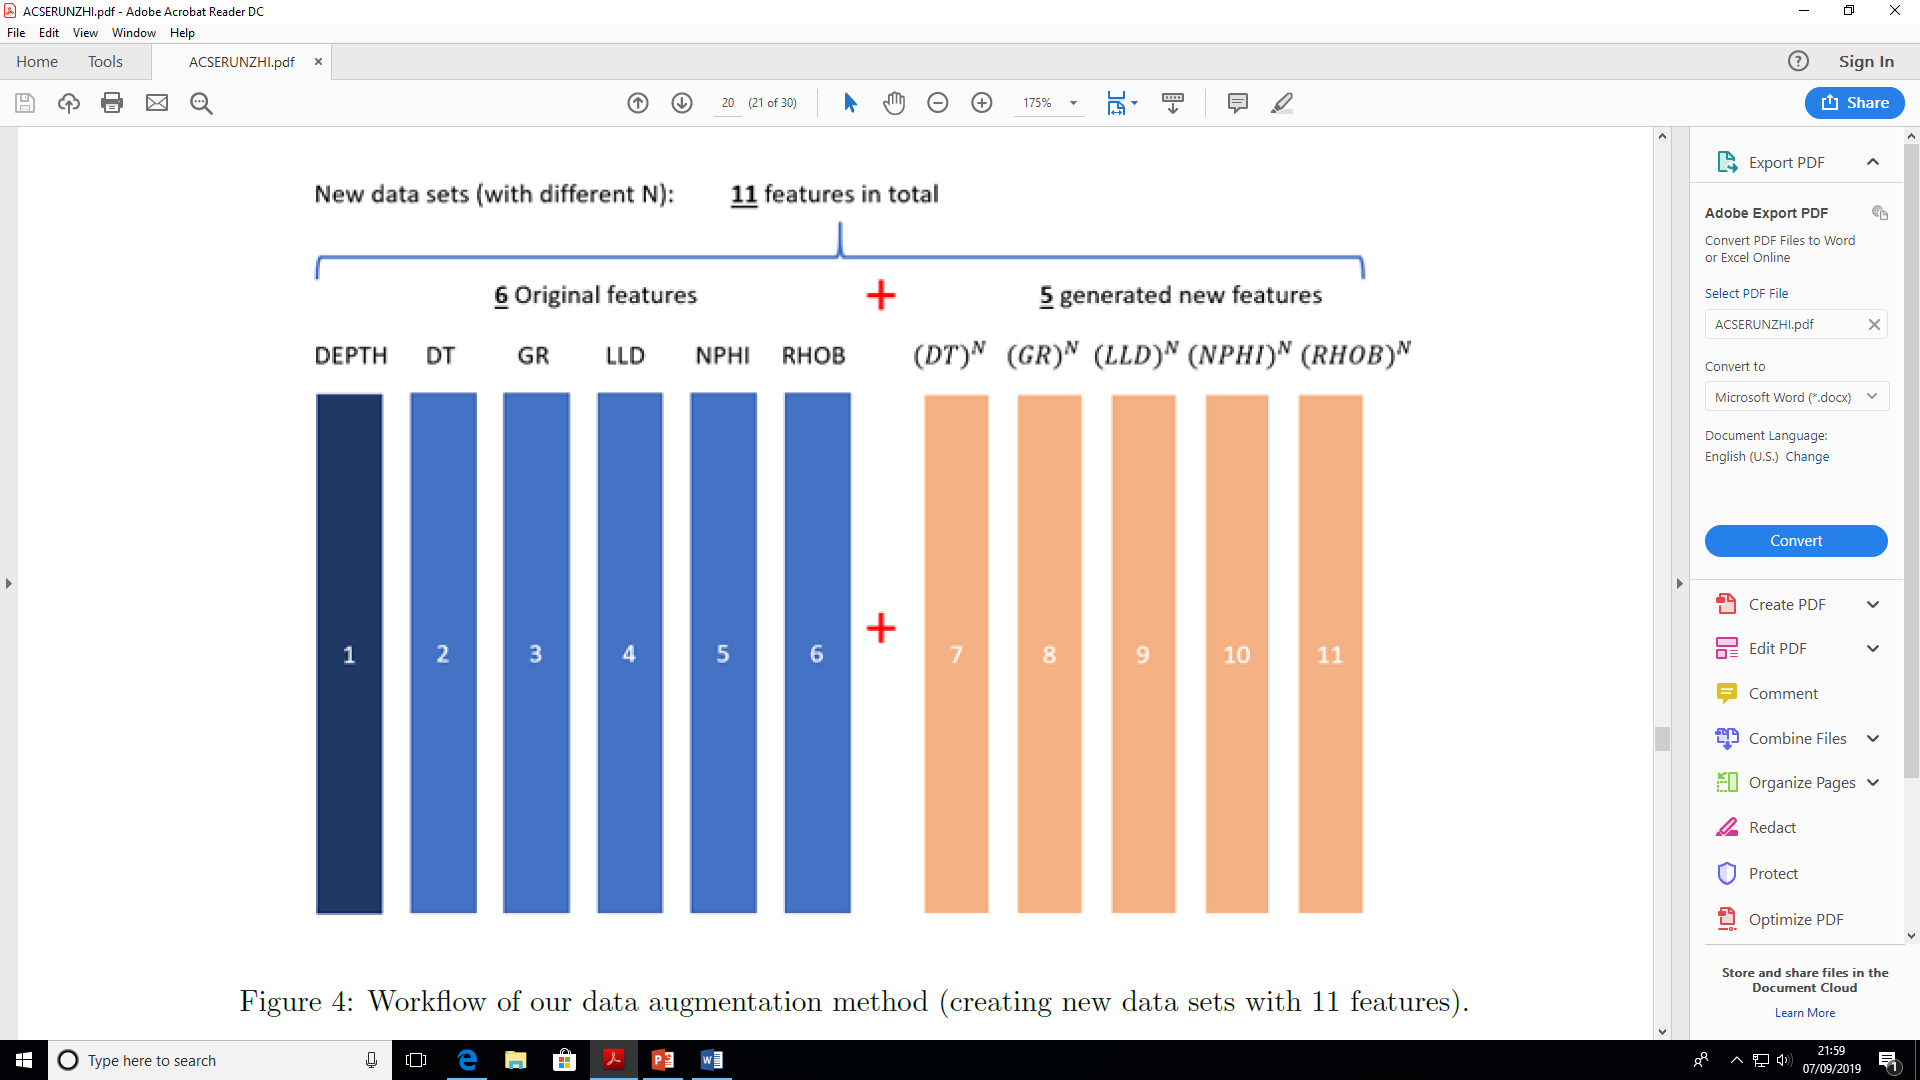 ACSERUNZHI.pdf - Adobe Acrobat Reader DC
File Edit View Window Help
Home Tools ACSERUNZHI.pdf × Sign In
20 (21 of 30) 175% Share
New data sets (with different N): 11 features in total
6 Original features + 5 generated new features
DEPTH DT GR LLD NPHI RHOB (DT)^N (GR)^N (LLD)^N (NPHI)^N (RHOB)^N
1 2 3 4 5 6 + 7 8 9 10 11
Figure 4: Workflow of our data augmentation method (creating new data sets with 11 features).
Export PDF
Adobe Export PDF
Convert PDF Files to Word
or Excel Online
Select PDF File
ACSERUNZHI.pdf
Convert to
Microsoft Word (*.docx)
Document Language:
English (U.S.) Change
Convert
Create PDF
Edit PDF
Comment
Combine Files
Organize Pages
Redact
Protect
Optimize PDF
Store and share files in the
Document Cloud
Learn More
Type here to search
21:59
07/09/2019
1